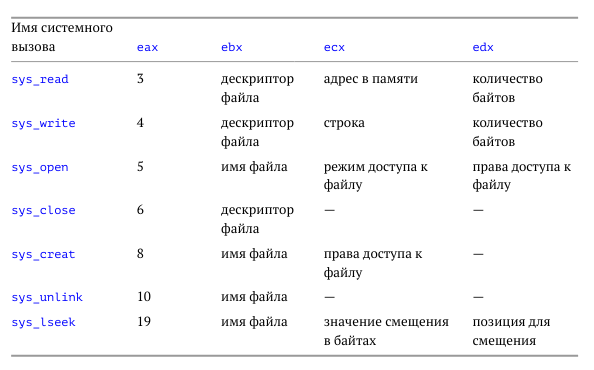 Имя системного
вызова eax ebx ecx edx
sys_read 3 дескриптор адрес в памяти количество
файла байтов
sys_write 4 дескриптор строка количество
файла байтов
sys_open 5 имя файла режим доступа к права доступа к
файлу файлу
sys_close 6 дескриптор — —
файла
sys_creat 8 имя файла права доступа к —
файлу
sys_unlink 10 имя файла — —
sys_lseek 19 имя файла значение смещения позиция для
в байтах смещения